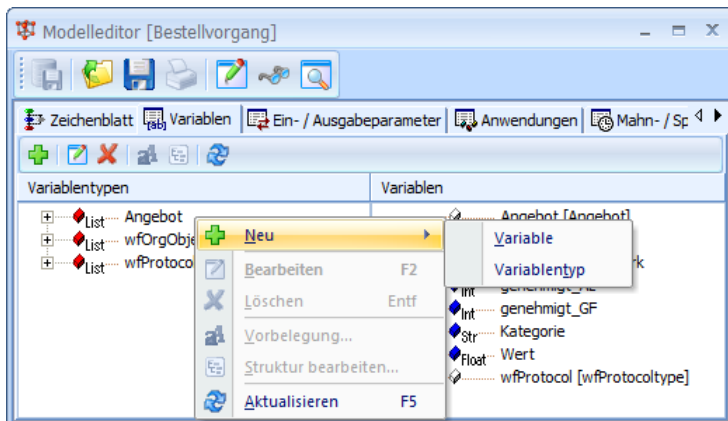 Modelleditor [Bestellvorgang]
Zeichenblatt Variablen Ein- / Ausgabeparameter Anwendungen Mahn- / Sp
Variablentypen Variablen
List Angebot Angebot [Angebot]
List wfOrgObje
List wfProtoco
Neu
Bearbeiten F2
Löschen Entf
Vorbelegung...
Struktur bearbeiten...
Aktualisieren F5
Variable
Variablentyp
rk
Int genehmigt_AL
Int genehmigt_GF
Str Kategorie
Float Wert
wfProtocol [wfProtocoltype]